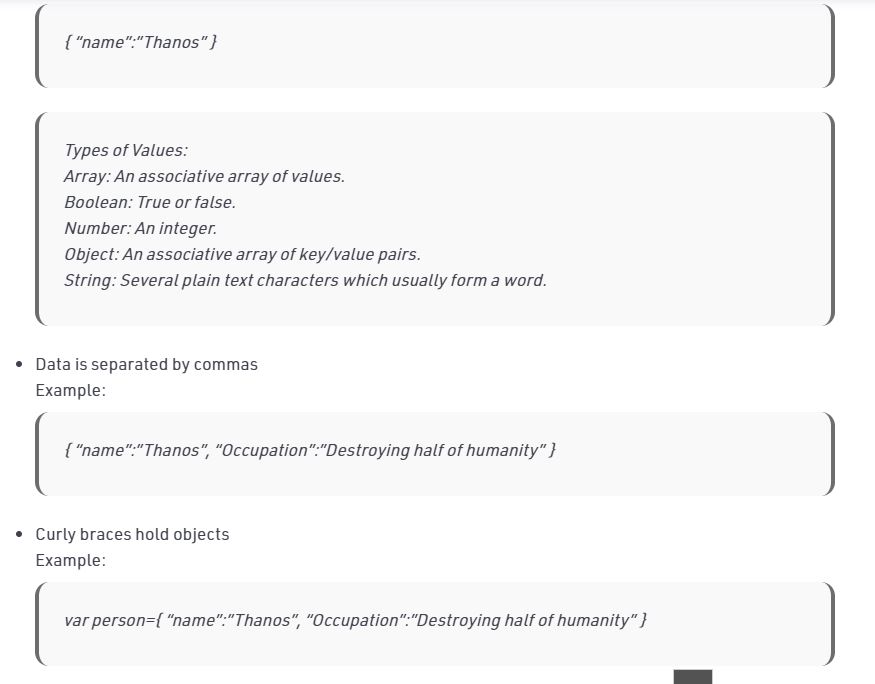 { “name”:”Thanos” }
Types of Values:
Array: An associative array of values.
Boolean: True or false.
Number: An integer.
Object: An associative array of key/value pairs.
String: Several plain text characters which usually form a word.
Data is separated by commas
Example:
{ “name”:”Thanos”, “Occupation”:”Destroying half of humanity” }
Curly braces hold objects
Example:
var person={ “name”:”Thanos”, “Occupation”:”Destroying half of humanity” }